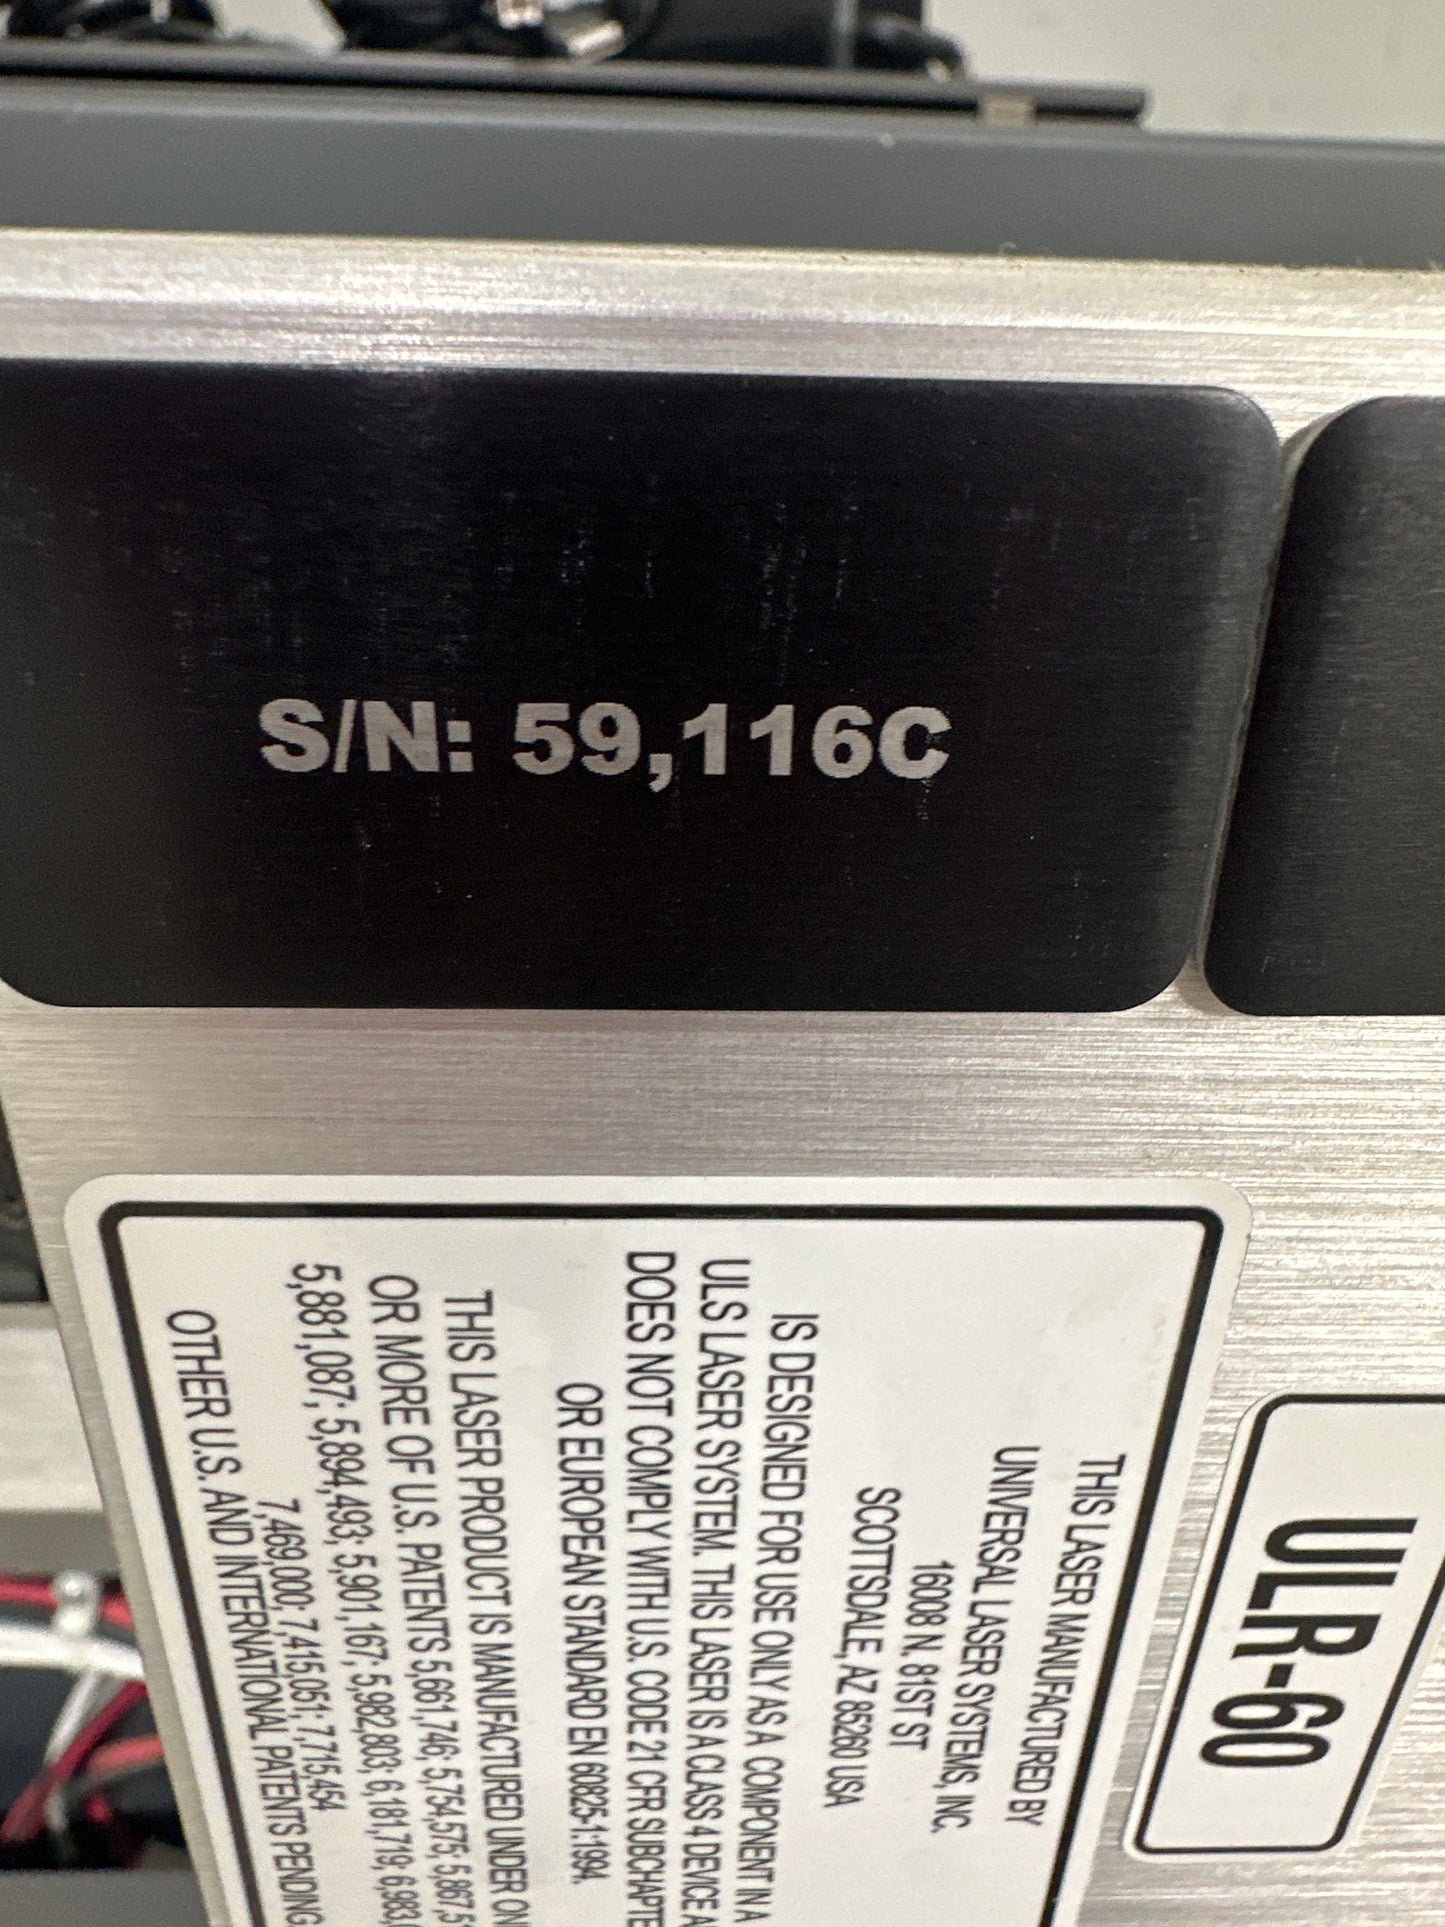 S/N: 59,116C
THIS LASER MANUFACTURED BY
UNIVERSAL LASER SYSTEMS, INC.
16008 N. 81ST ST
SCOTTSDALE, AZ 85260 USA
IS DESIGNED FOR USE ONLY AS A COMPONENT IN A
ULS LASER SYSTEM. THIS LASER IS A CLASS 4 DEVICE
DOES NOT COMPLY WITH U.S. CODE 21 CFR
OR EUROPEAN STANDARD EN 60825-1:1994.
THIS LASER PRODUCT IS MANUFACTURED UNDER
OR MORE OF U.S. PATENTS 5,661,746; 5,754,575;
5,881,087; 5,894,493; 5,901,167; 5,982,803; 6,181,719;
7,469,000; 7,415,051; 7,715,454
OTHER U.S. AND INTERNATIONAL PATENTS PENDING
ULR-60